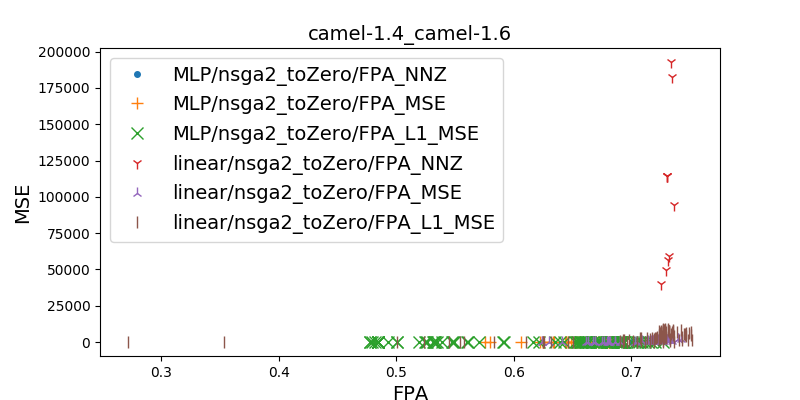 camel-1.4_camel-1.6
200000
175000
150000
125000
100000
75000
50000
25000
0
MSE
MLP/nsga2_toZero/FPA_NNZ
MLP/nsga2_toZero/FPA_MSE
MLP/nsga2_toZero/FPA_L1_MSE
linear/nsga2_toZero/FPA_NNZ
linear/nsga2_toZero/FPA_MSE
linear/nsga2_toZero/FPA_L1_MSE
0.3 0.4 0.5 0.6 0.7
FPA